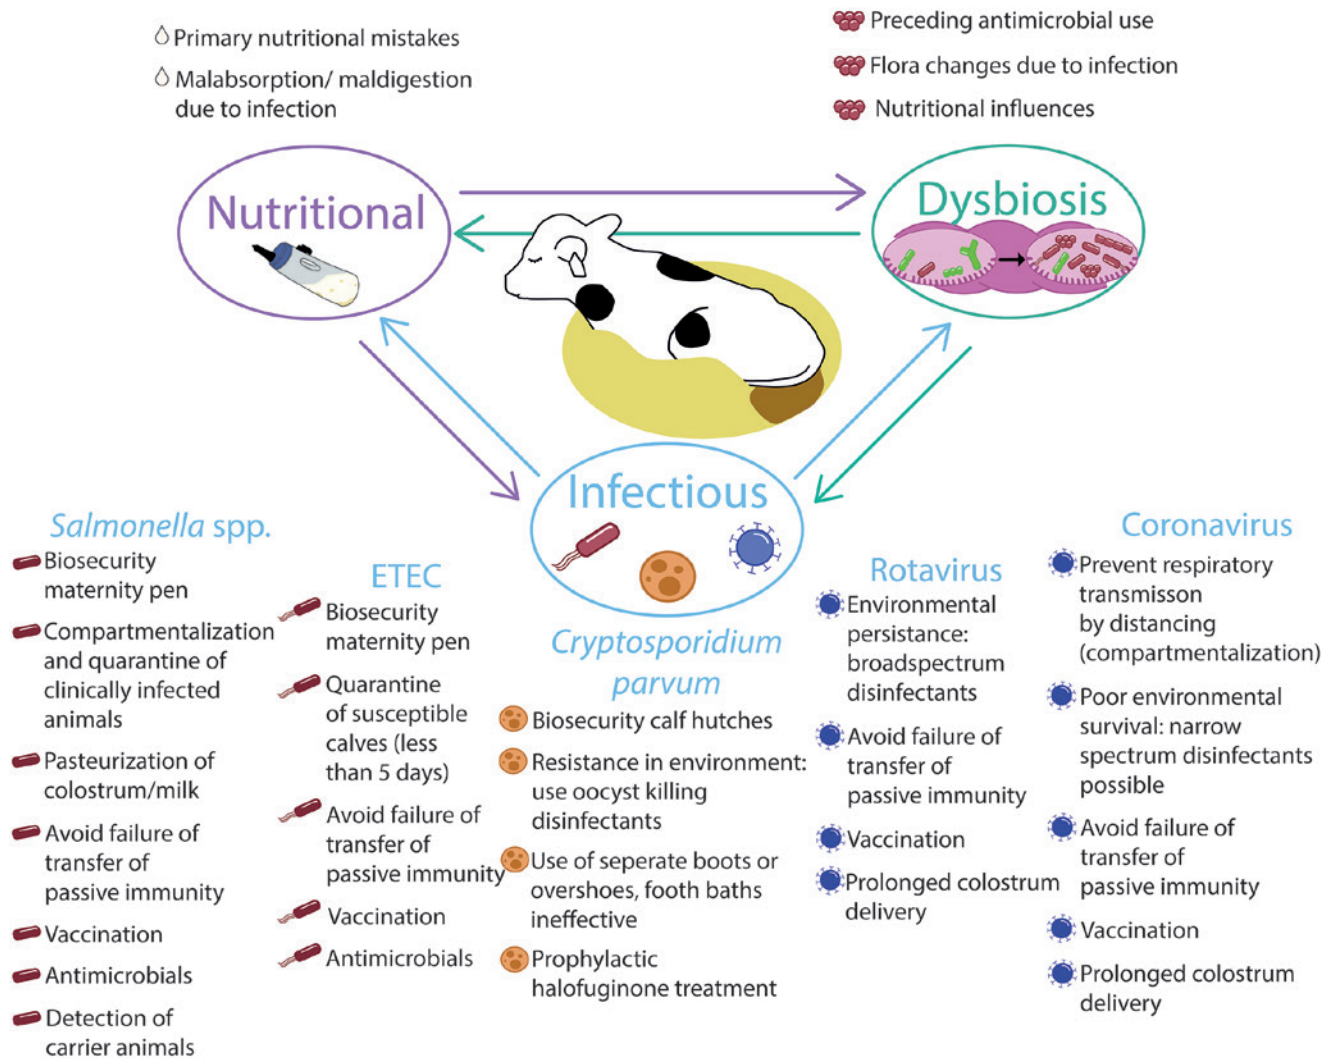 Primary nutritional mistakes
Malabsorption/ maldigestion
due to infection
Preceding antimicrobial use
Flora changes due to infection
Nutritional influences
Nutritional
Dysbiosis
Infectious
Salmonella spp.
Biosecurity
maternity pen
Compartmentalization
and quarantine of
clinically infected
animals
Pasteurization of
colostrum/milk
Avoid failure of
transfer of
passive immunity
Vaccination
Antimicrobials
Detection of
carrier animals
ETEC
Biosecurity
maternity pen
Quarantine
of susceptible
calves (less
than 5 days)
Avoid failure of
transfer of
passive immunity
Vaccination
Antimicrobials
Cryptosporidium
parvum
Biosecurity calf hutches
Resistance in environment:
use oocyst killing
disinfectants
Use of seperate boots or
overshoes, footh baths
ineffective
Prophylactic
halofuginone treatment
Rotavirus
Environmental
persistance:
broadspectrum
disinfectants
Avoid failure of
transfer of
passive immunity
Vaccination
Prolonged colostrum
delivery
Coronavirus
Prevent respiratory
transmisson
by distancing
(compartmentalization)
Poor environmental
survival: narrow
spectrum disinfectants
possible
Avoid failure of
transfer of
passive immunity
Vaccination
Prolonged colostrum
delivery